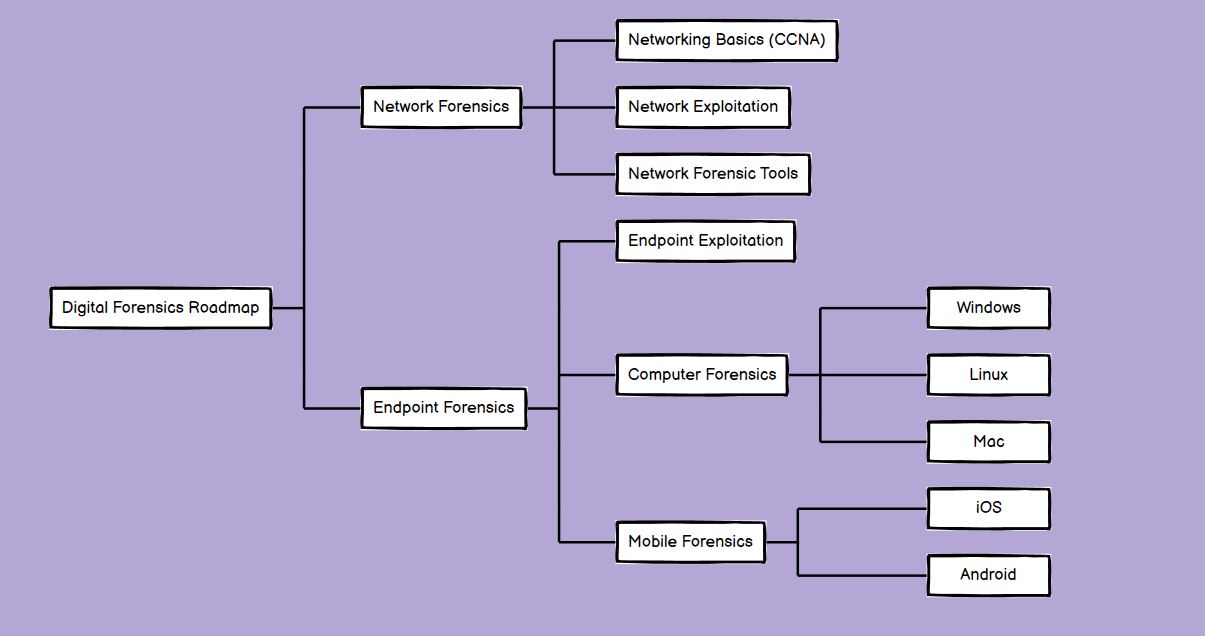 Networking Basics (CCNA)
Network Forensics
Network Exploitation
Network Forensic Tools
Endpoint Exploitation
Digital Forensics Roadmap
Windows
Computer Forensics
Linux
Endpoint Forensics
Mac
iOS
Mobile Forensics
Android